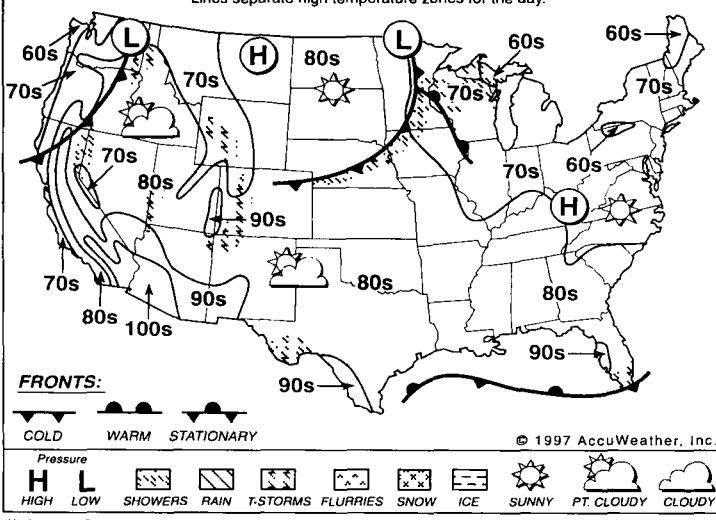 Lines separate high temperature zones for the day.
60s L H 80s L 60s 60s
70s 70s 70s 70s
70s 80s 70s 60s
90s H
70s 80s 100s 90s 80s 80s
90s 90s
FRONTS:
COLD WARM STATIONARY
© 1997 AccuWeather, Inc.
Pressure
H L
HIGH LOW SHOWERS RAIN T-STORMS FLURRIES SNOW ICE SUNNY PT. CLOUDY CLOUDY